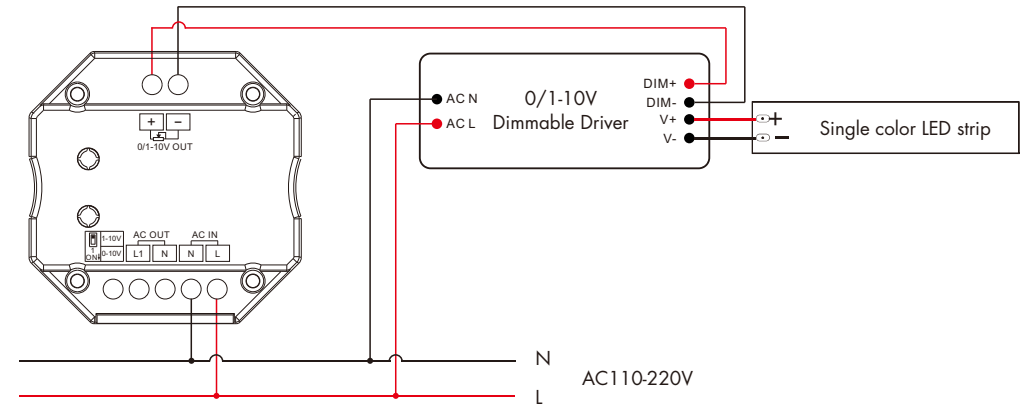 + −
0/1-10V OUT
1-10V
0-10V
1
ON
AC OUT AC IN
L1 N N L
AC N
AC L
0/1-10V
Dimmable Driver
DIM+
DIM-
V+
V-
+
−
Single color LED strip
N
AC110-220V
L